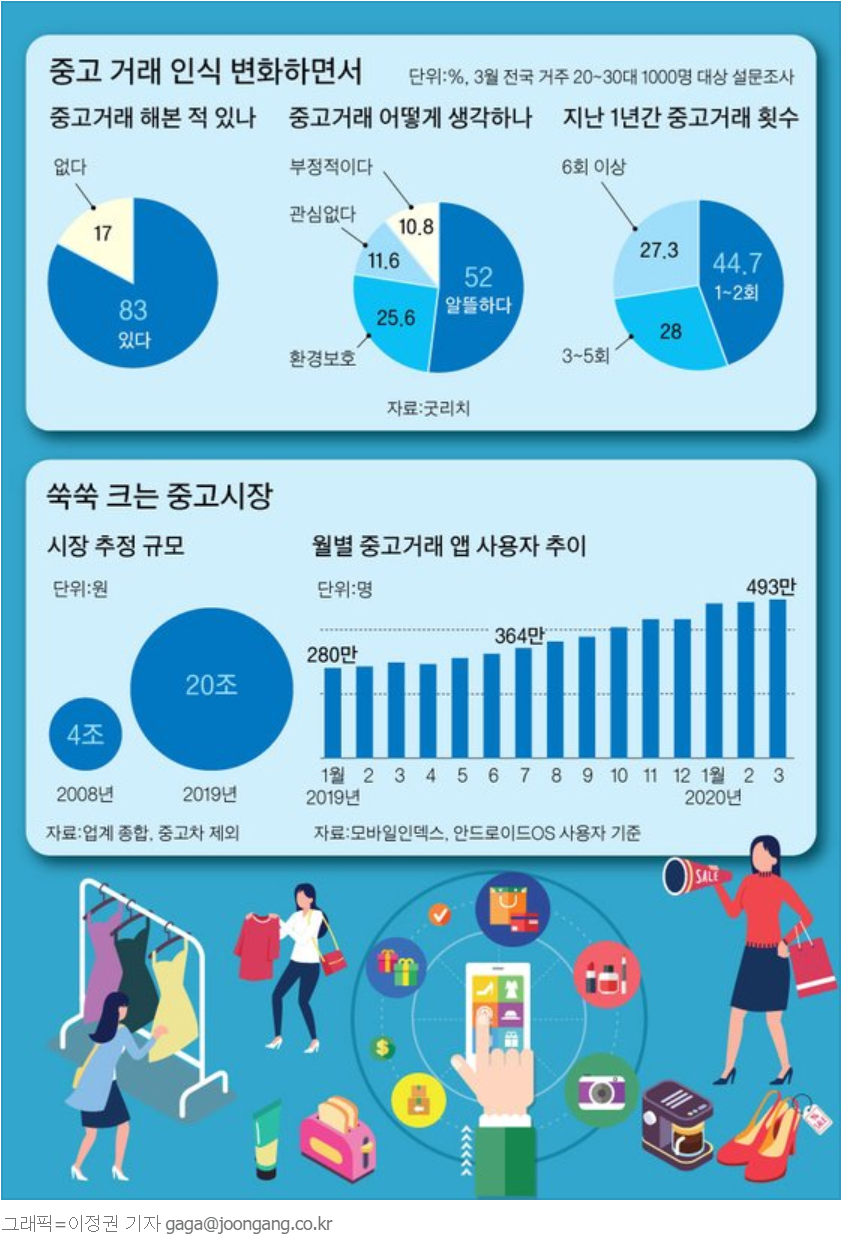 중고 거래 인식 변화하면서
단위:%, 3월 전국 거주 20~30대 1000명 대상 설문조사
중고거래 해본 적 있나
없다
17
83
있다
중고거래 어떻게 생각하나
부정적이다
관심없다
10.8
11.6
52
알뜰하다
25.6
환경보호
지난 1년간 중고거래 횟수
6회 이상
27.3
44.7
1~2회
28
3~5회
자료:굿리치
쑥쑥 크는 중고시장
시장 추정 규모
단위:원
4조
20조
2008년
2019년
자료:업계 종합, 중고차 제외
월별 중고거래 앱 사용자 추이
단위:명
280만
364만
493만
1월 2 3 4 5 6 7 8 9 10 11 12 1월 2 3
2019년 2020년
자료:모바일인덱스, 안드로이드OS 사용자 기준
SALE
$
그래픽=이정권 기자 gaga@joongang.co.kr